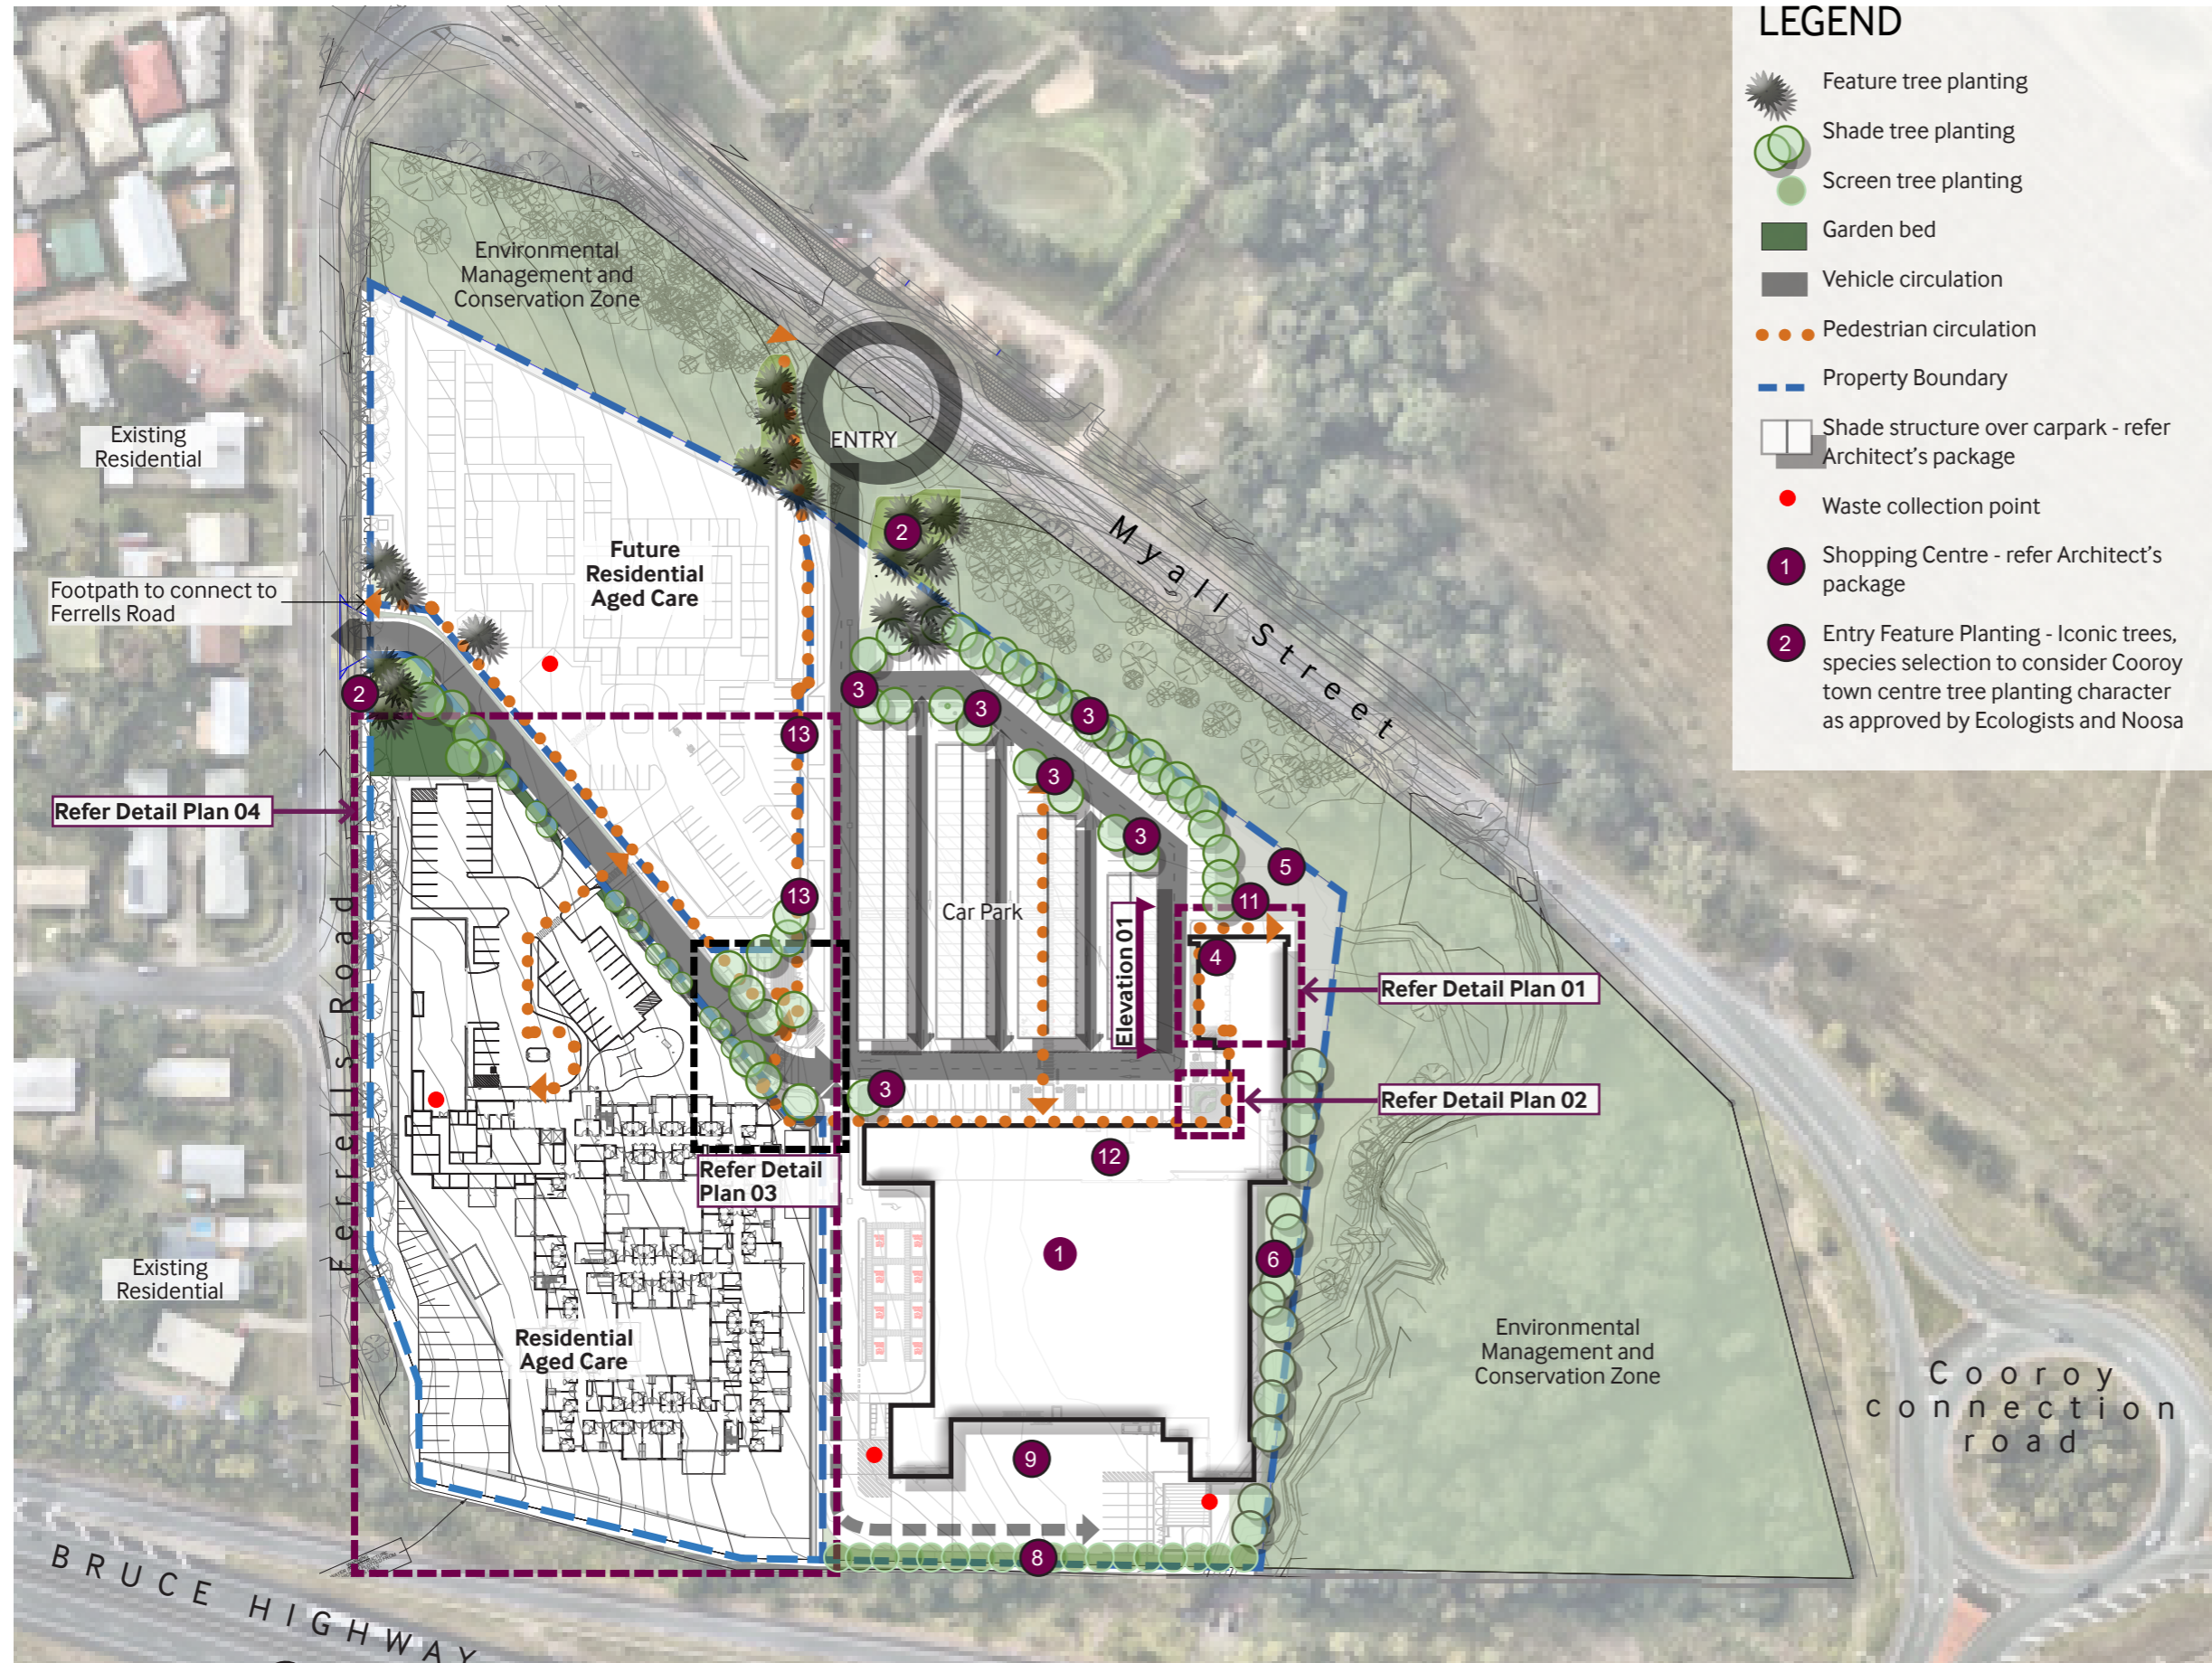 LEGEND
Feature tree planting
Shade tree planting
Screen tree planting
Garden bed
Vehicle circulation
Pedestrian circulation
Property Boundary
Shade structure over carpark - refer
Architect's package
Waste collection point
1
Shopping Centre - refer Architect's
package
2
Entry Feature Planting - Iconic trees,
species selection to consider Cooroy
town centre tree planting character
as approved by Ecologists and Noosa
Environmental
Management and
Conservation Zone
ENTRY
Existing
Residential
Future
Residential
Aged Care
2
Myall Street
Footpath to connect to
Ferrells Road
2
3
3
3
13
3
Refer Detail Plan 04
3
5
13
11
Car Park
Elevation 01
4
Refer Detail Plan 01
Ferrells Road
3
Refer Detail Plan 02
12
Refer Detail
Plan 03
1
6
Existing
Residential
Residential
Aged Care
Environmental
Management and
Conservation Zone
Cooroy
connection
road
9
8
BRUCE HIGHWAY